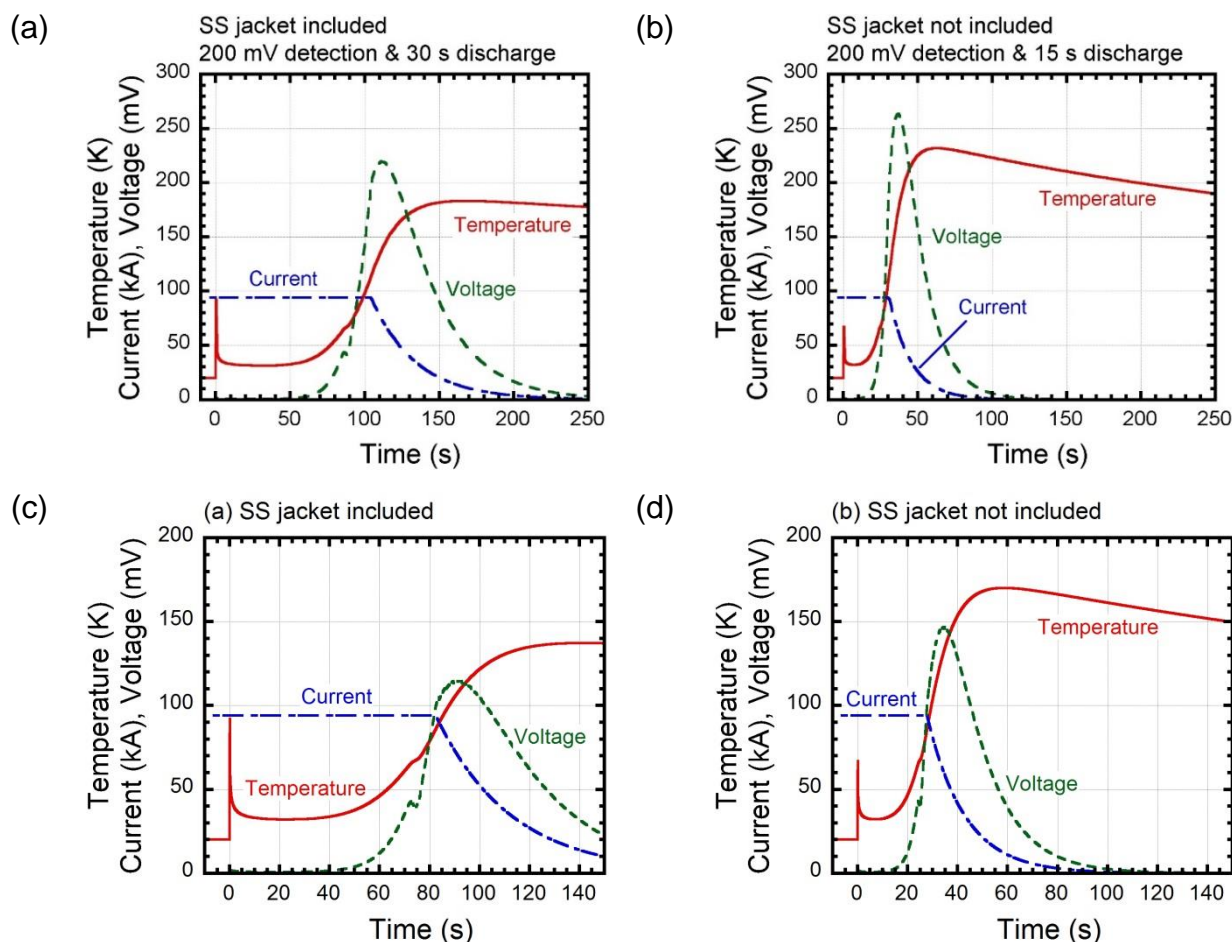 (a)
SS jacket included
200 mV detection & 30 s discharge
Temperature (K)
Current (kA), Voltage (mV)
300
250
200
150
100
50
0
Temperature
Current
Voltage
0 50 100 150 200 250
Time (s)
(b)
SS jacket not included
200 mV detection & 15 s discharge
Temperature (K)
Current (kA), Voltage (mV)
300
250
200
150
100
50
0
Temperature
Voltage
Current
0 50 100 150 200 250
Time (s)
(c)
(a) SS jacket included
Temperature (K)
Current (kA), Voltage (mV)
200
150
100
50
0
Current
Voltage
Temperature
0 20 40 60 80 100 120 140
Time (s)
(d)
(b) SS jacket not included
Temperature (K)
Current (kA), Voltage (mV)
200
150
100
50
0
Temperature
Current
Voltage
0 20 40 60 80 100 120 140
Time (s)